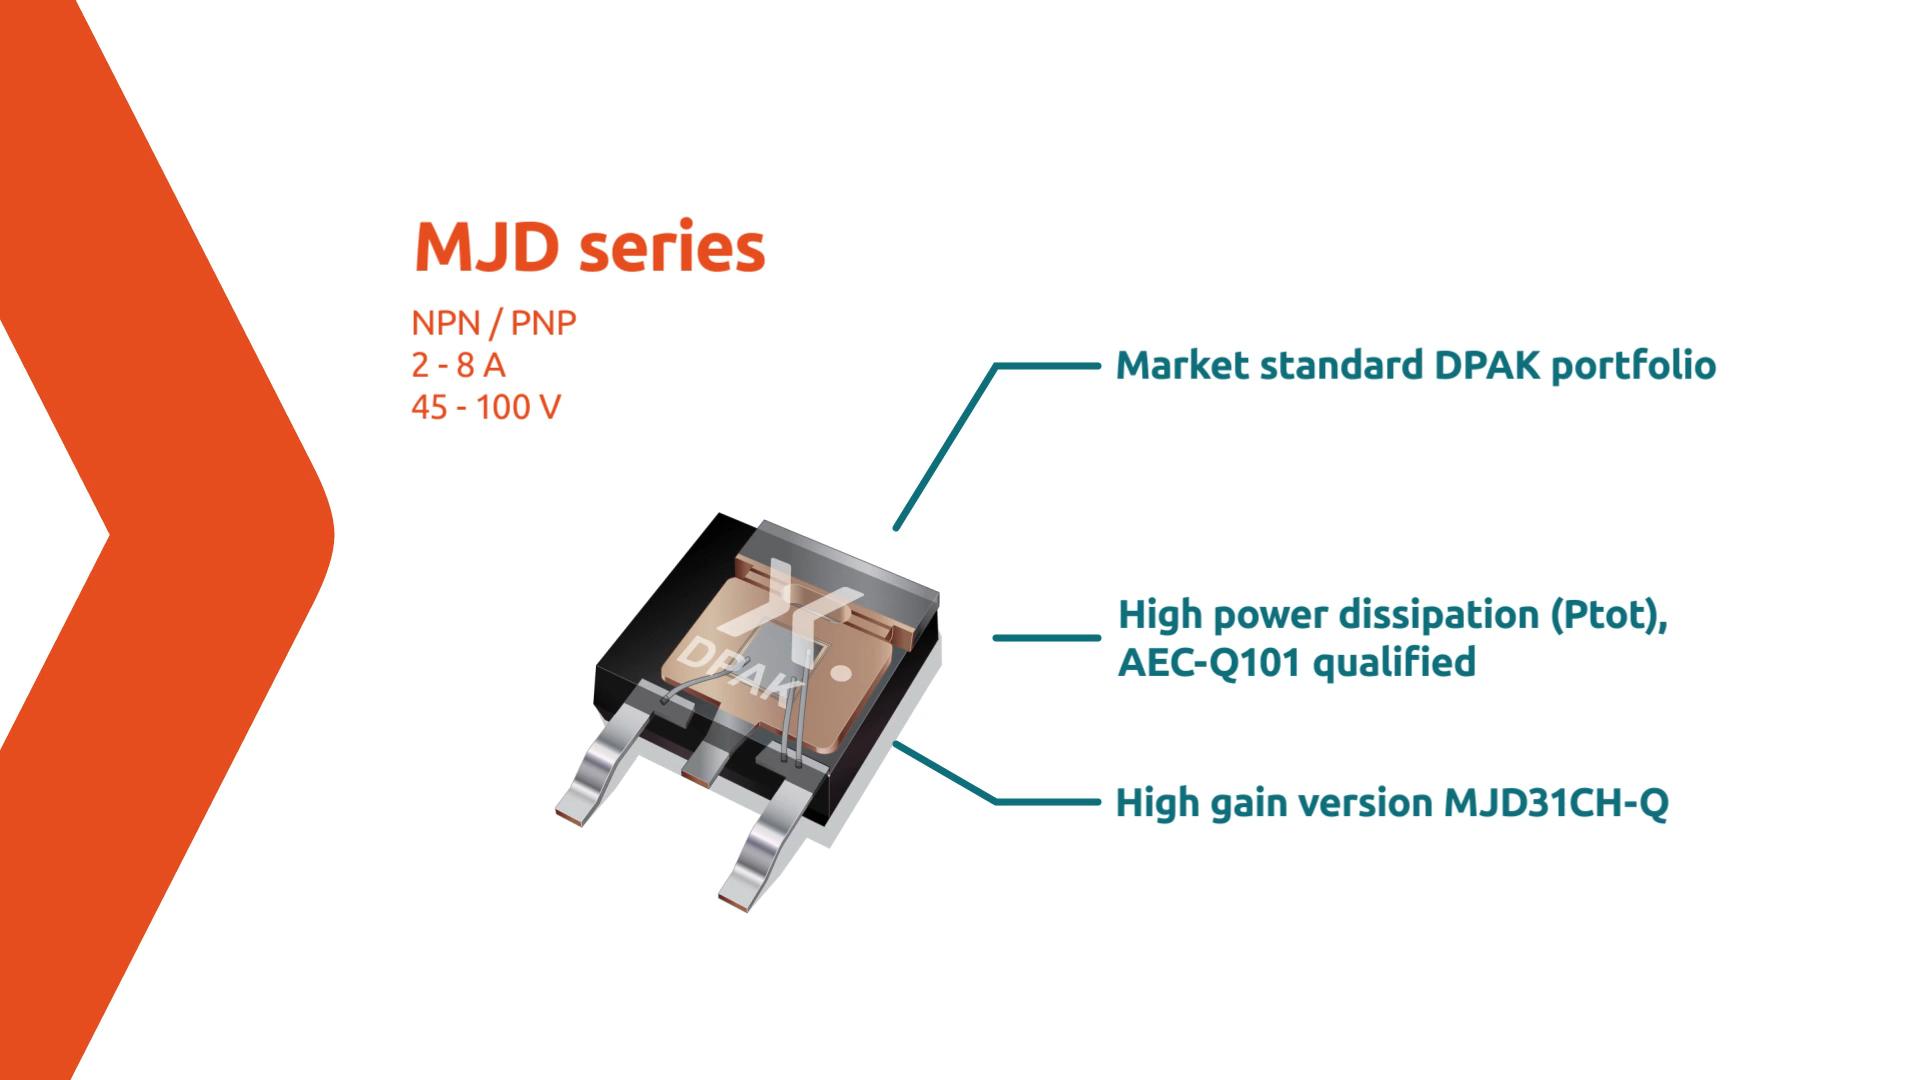 MJD series
NPN / PNP
2 - 8 A
45 - 100 V
Market standard DPAK portfolio
High power dissipation (Ptot),
AEC-Q101 qualified
High gain version MJD31CH-Q
DPAK